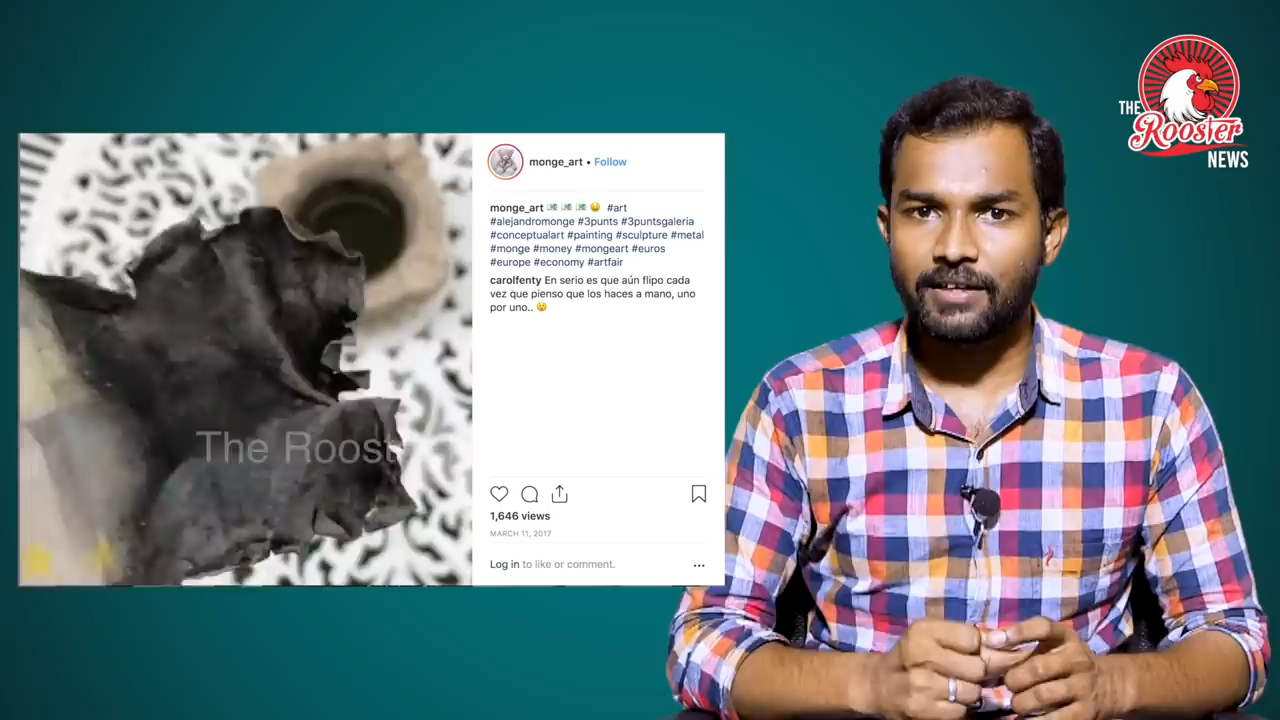 THE
Rooster
NEWS
monge_art • Follow
monge_art 💵 💵 💵 🤑 #art
#alejandromonge #3punts #3puntsgaleria
#conceptualart #painting #sculpture #metal
#monge #money #mongeart #euros
#europe #economy #artfair
carolfenty En serio es que aún flipo cada
vez que pienso que los haces a mano, uno
por uno.. 😌
The Rooster
1,646 views
MARCH 11, 2017
Log in to like or comment.